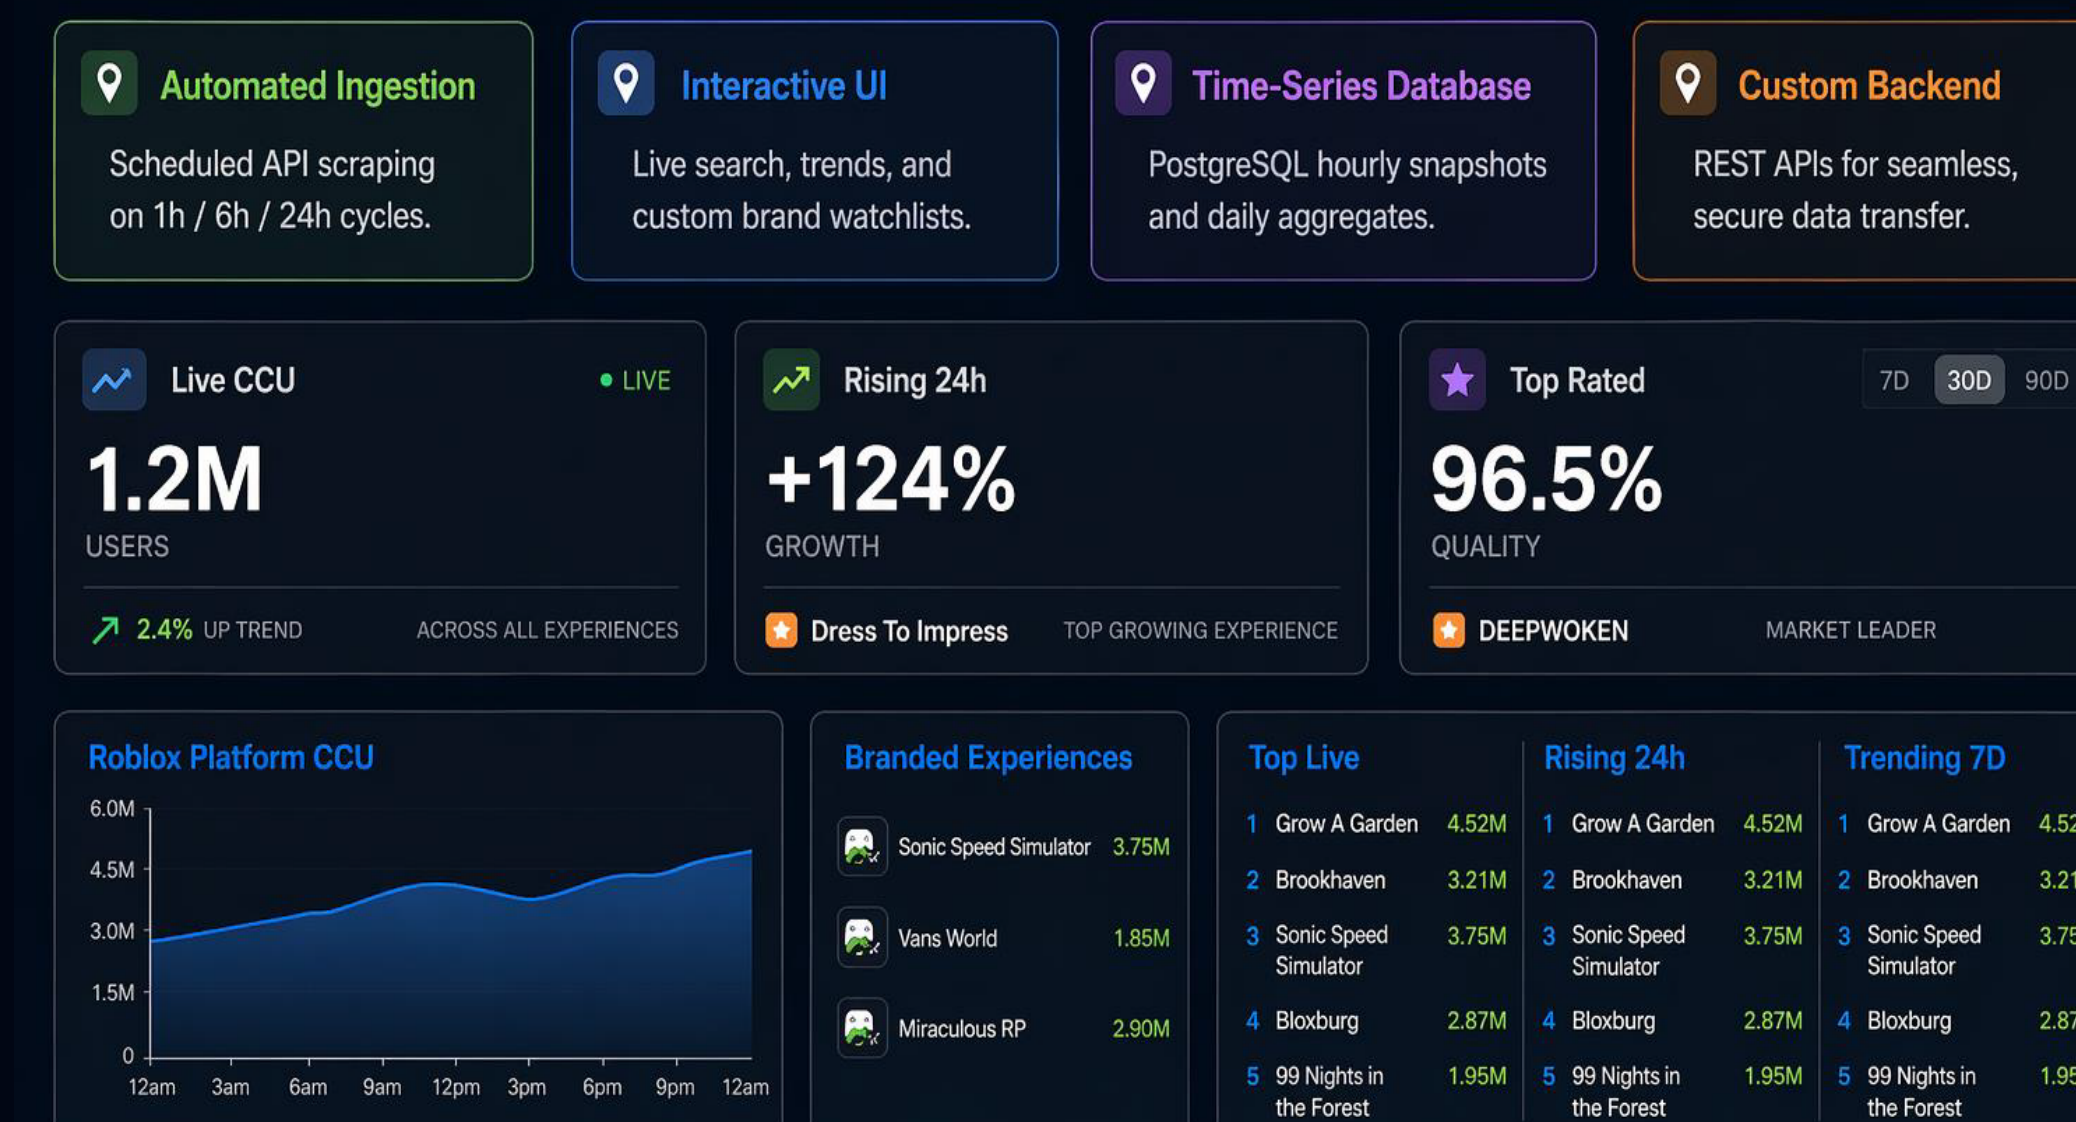 Automated Ingestion
Scheduled API scraping
on 1h / 6h / 24h cycles.
Interactive UI
Live search, trends, and
custom brand watchlists.
Time-Series Database
PostgreSQL hourly snapshots
and daily aggregates.
Custom Backend
REST APIs for seamless,
secure data transfer.
Live CCU
LIVE
1.2M
USERS
2.4% UP TREND
ACROSS ALL EXPERIENCES
Rising 24h
+124%
GROWTH
Dress To Impress
TOP GROWING EXPERIENCE
Top Rated
7D 30D 90D
96.5%
QUALITY
DEEPWOKEN
MARKET LEADER
Roblox Platform CCU
6.0M
4.5M
3.0M
1.5M
0
12am 3am 6am 9am 12pm 3pm 6pm 9pm 12am
Branded Experiences
Sonic Speed Simulator 3.75M
Vans World 1.85M
Miraculous RP 2.90M
Top Live
1 Grow A Garden 4.52M
2 Brookhaven 3.21M
3 Sonic Speed 3.75M
Simulator
4 Bloxburg 2.87M
5 99 Nights in 1.95M
the Forest
Rising 24h
1 Grow A Garden 4.52M
2 Brookhaven 3.21M
3 Sonic Speed 3.75M
Simulator
4 Bloxburg 2.87M
5 99 Nights in 1.95M
the Forest
Trending 7D
1 Grow A Garden
2 Brookhaven
3 Sonic Speed
Simulator
4 Bloxburg
5 99 Nights in
the Forest